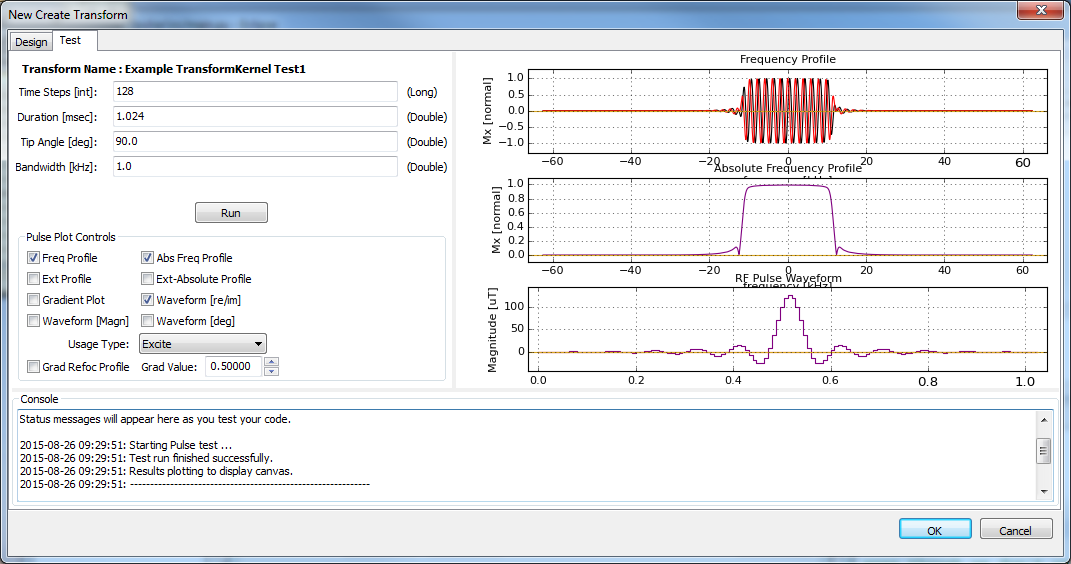 New Create Transform
Design Test
Transform Name : Example TransformKernel Test1
Time Steps [int]: 128 (Long)
Duration [msec]: 1.024 (Double)
Tip Angle [deg]: 90.0 (Double)
Bandwidth [kHz]: 1.0 (Double)
Run
Pulse Plot Controls
Freq Profile Abs Freq Profile
Ext Profile Ext-Absolute Profile
Gradient Plot Waveform [re/im]
Waveform [Magn] Waveform [deg]
Usage Type: Excite
Grad Refoc Profile Grad Value: 0.50000
Frequency Profile
Mx [normal]
1.0
0.5
0.0
−0.5
−1.0
−60 −40 −20 0 20 40 60
Absolute Frequency Profile
Mx [normal]
1.0
0.8
0.6
0.4
0.2
0.0
−60 −40 −20 0 20 40 60
RF Pulse Waveform
frequency [kHz]
Magnitude [uT]
100
50
0
0.0 0.2 0.4 0.6 0.8 1.0
Console
Status messages will appear here as you test your code.
2015-08-26 09:29:51: Starting Pulse test ...
2015-08-26 09:29:51: Test run finished successfully.
2015-08-26 09:29:51: Results plotting to display canvas.
2015-08-26 09:29:51: ------------------------------------------------------------
OK Cancel